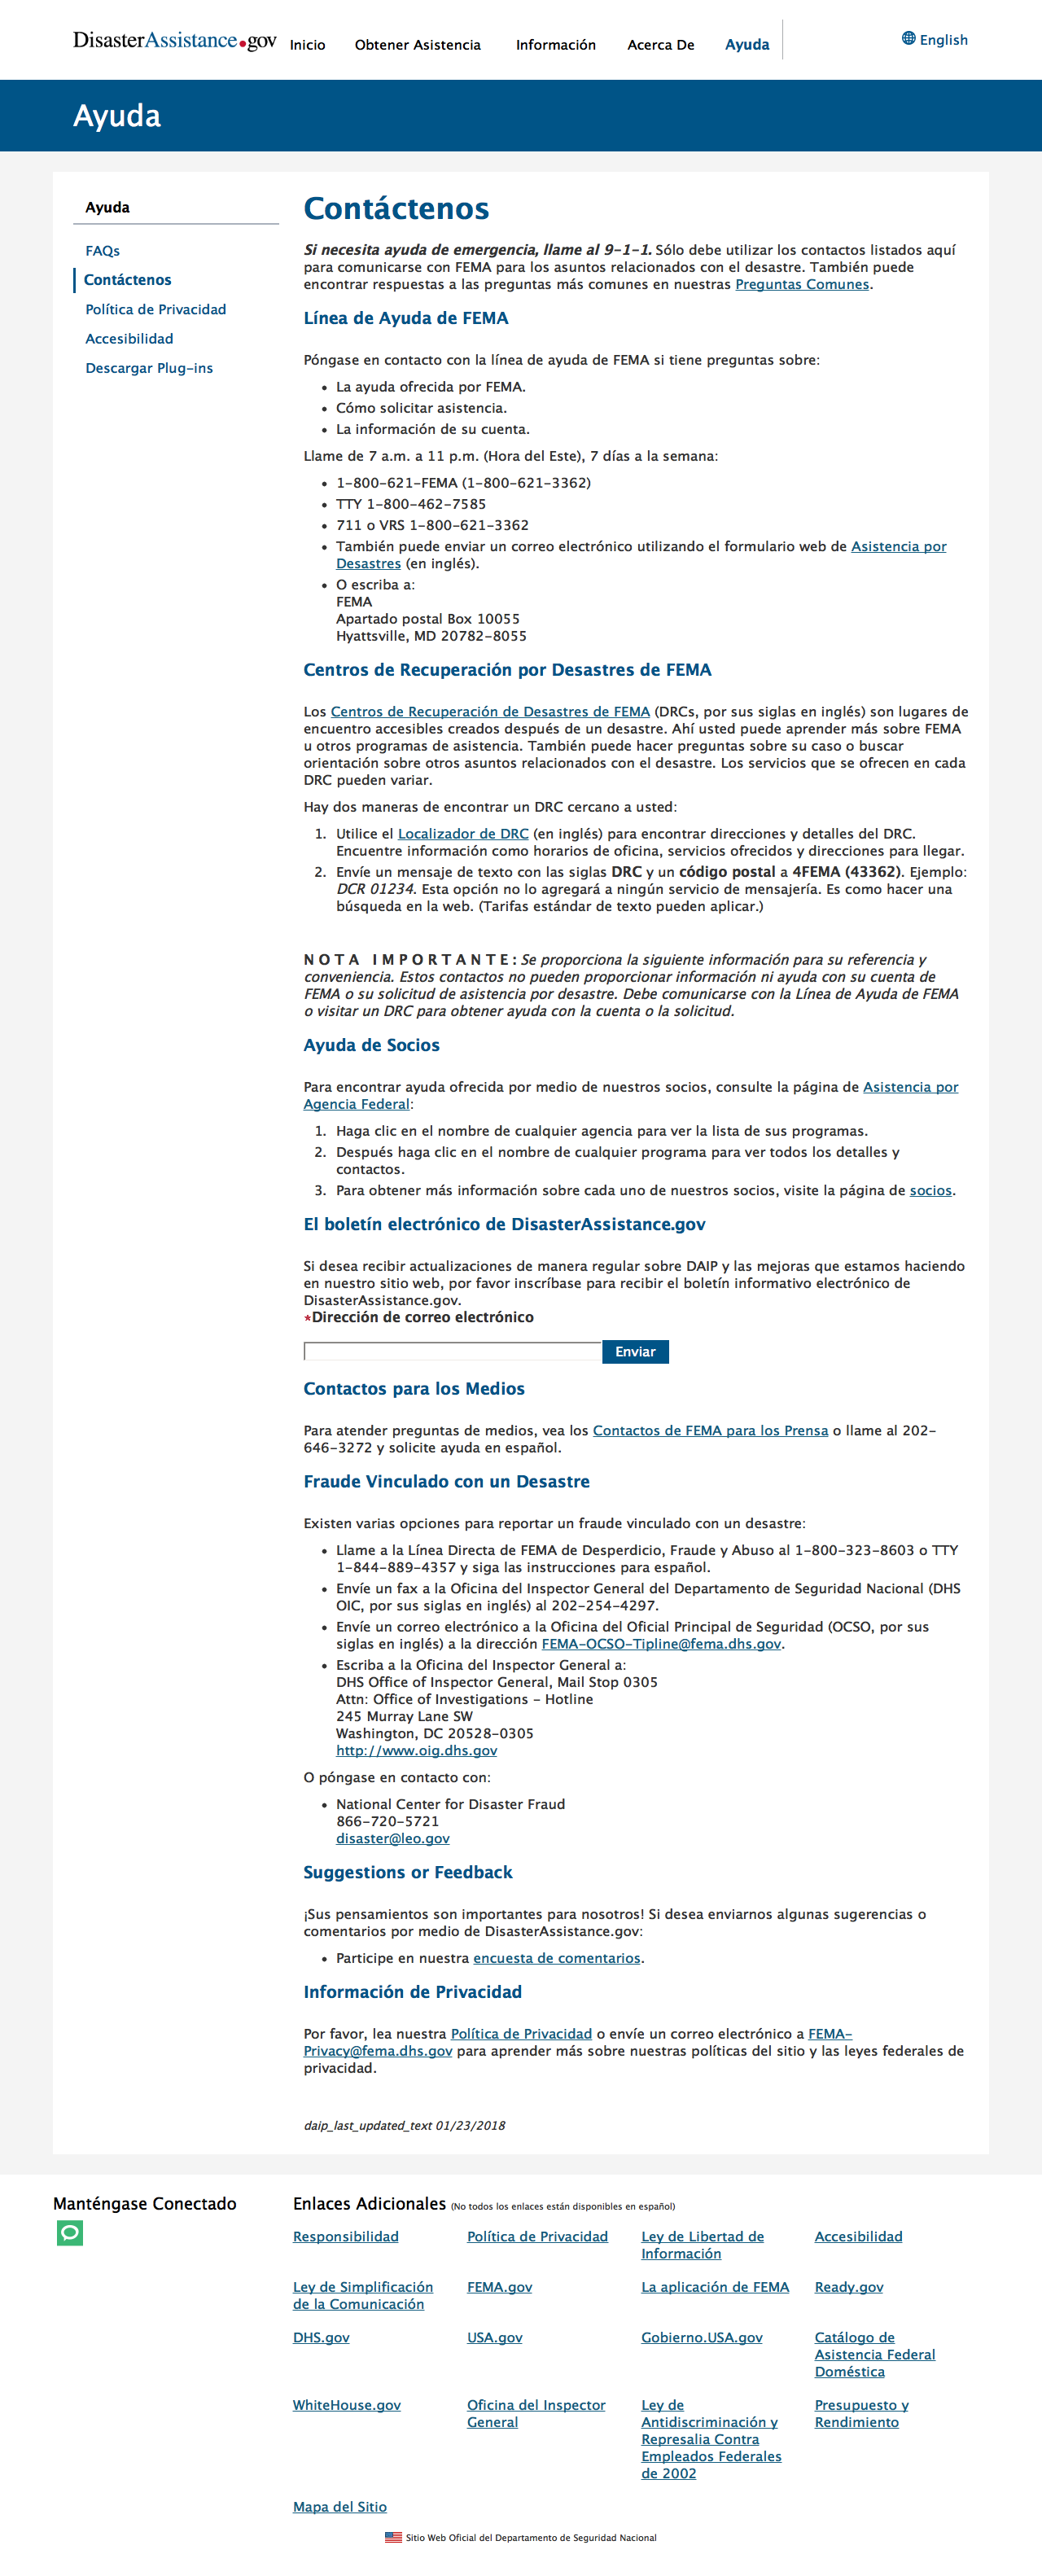 DisasterAssistance.gov
Inicio
Obtener Asistencia
Información
Acerca De
Ayuda
English
Ayuda
Ayuda
FAQs
Contáctenos
Política de Privacidad
Accesibilidad
Descargar Plug-ins
Contáctenos
Si necesita ayuda de emergencia, llame al 9-1-1. Sólo debe utilizar los contactos listados aquí
para comunicarse con FEMA para los asuntos relacionados con el desastre. También puede
encontrar respuestas a las preguntas más comunes en nuestras Preguntas Comunes.
Línea de Ayuda de FEMA
Póngase en contacto con la línea de ayuda de FEMA si tiene preguntas sobre:
• La ayuda ofrecida por FEMA.
• Cómo solicitar asistencia.
• La información de su cuenta.
Llame de 7 a.m. a 11 p.m. (Hora del Este), 7 días a la semana:
• 1-800-621-FEMA (1-800-621-3362)
• TTY 1-800-462-7585
• 711 o VRS 1-800-621-3362
• También puede enviar un correo electrónico utilizando el formulario web de Asistencia por
Desastres (en inglés).
• O escriba a:
FEMA
Apartado postal Box 10055
Hyattsville, MD 20782-8055
Centros de Recuperación por Desastres de FEMA
Los Centros de Recuperación de Desastres de FEMA (DRCs, por sus siglas en inglés) son lugares de
encuentro accesibles creados después de un desastre. Ahí usted puede aprender más sobre FEMA
u otros programas de asistencia. También puede hacer preguntas sobre su caso o buscar
orientación sobre otros asuntos relacionados con el desastre. Los servicios que se ofrecen en cada
DRC pueden variar.
Hay dos maneras de encontrar un DRC cercano a usted:
1. Utilice el Localizador de DRC (en inglés) para encontrar direcciones y detalles del DRC.
Encuentre información como horarios de oficina, servicios ofrecidos y direcciones para llegar.
2. Envíe un mensaje de texto con las siglas DRC y un código postal a 4FEMA (43362). Ejemplo:
DCR 01234. Esta opción no lo agregará a ningún servicio de mensajería. Es como hacer una
búsqueda en la web. (Tarifas estándar de texto pueden aplicar.)
NOTA IMPORTANTE: Se proporciona la siguiente información para su referencia y
conveniencia. Estos contactos no pueden proporcionar información ni ayuda con su cuenta de
FEMA o su solicitud de asistencia por desastre. Debe comunicarse con la Línea de Ayuda de FEMA
o visitar un DRC para obtener ayuda con la cuenta o la solicitud.
Ayuda de Socios
Para encontrar ayuda ofrecida por medio de nuestros socios, consulte la página de Asistencia por
Agencia Federal:
1. Haga clic en el nombre de cualquier agencia para ver la lista de sus programas.
2. Después haga clic en el nombre de cualquier programa para ver todos los detalles y
contactos.
3. Para obtener más información sobre cada uno de nuestros socios, visite la página de socios.
El boletín electrónico de DisasterAssistance.gov
Si desea recibir actualizaciones de manera regular sobre DAIP y las mejoras que estamos haciendo
en nuestro sitio web, por favor inscríbase para recibir el boletín informativo electrónico de
DisasterAssistance.gov.
*Dirección de correo electrónico
Enviar
Contactos para los Medios
Para atender preguntas de medios, vea los Contactos de FEMA para los Prensa o llame al 202-
646-3272 y solicite ayuda en español.
Fraude Vinculado con un Desastre
Existen varias opciones para reportar un fraude vinculado con un desastre:
• Llame a la Línea Directa de FEMA de Desperdicio, Fraude y Abuso al 1-800-323-8603 o TTY
1-844-889-4357 y siga las instrucciones para español.
• Envíe un fax a la Oficina del Inspector General del Departamento de Seguridad Nacional (DHS
OIC, por sus siglas en inglés) al 202-254-4297.
• Envíe un correo electrónico a la Oficina del Oficial Principal de Seguridad (OCSO, por sus
siglas en inglés) a la dirección FEMA-OCSO-Tipline@fema.dhs.gov.
• Escriba a la Oficina del Inspector General a:
DHS Office of Inspector General, Mail Stop 0305
Attn: Office of Investigations - Hotline
245 Murray Lane SW
Washington, DC 20528-0305
http://www.oig.dhs.gov
O póngase en contacto con:
• National Center for Disaster Fraud
866-720-5721
disaster@leo.gov
Suggestions or Feedback
¡Sus pensamientos son importantes para nosotros! Si desea enviarnos algunas sugerencias o
comentarios por medio de DisasterAssistance.gov:
• Participe en nuestra encuesta de comentarios.
Información de Privacidad
Por favor, lea nuestra Política de Privacidad o envíe un correo electrónico a FEMA-
Privacy@fema.dhs.gov para aprender más sobre nuestras políticas del sitio y las leyes federales de
privacidad.
daip_last_updated_text 01/23/2018
Manténgase Conectado
Enlaces Adicionales (No todos los enlaces están disponibles en español)
Responsibilidad
Política de Privacidad
Ley de Libertad de
Información
Accesibilidad
Ley de Simplificación
de la Comunicación
FEMA.gov
La aplicación de FEMA
Ready.gov
DHS.gov
USA.gov
Gobierno.USA.gov
Catálogo de
Asistencia Federal
Doméstica
WhiteHouse.gov
Oficina del Inspector
General
Ley de
Antidiscriminación y
Represalia Contra
Empleados Federales
de 2002
Presupuesto y
Rendimiento
Mapa del Sitio
Sitio Web Oficial del Departamento de Seguridad Nacional